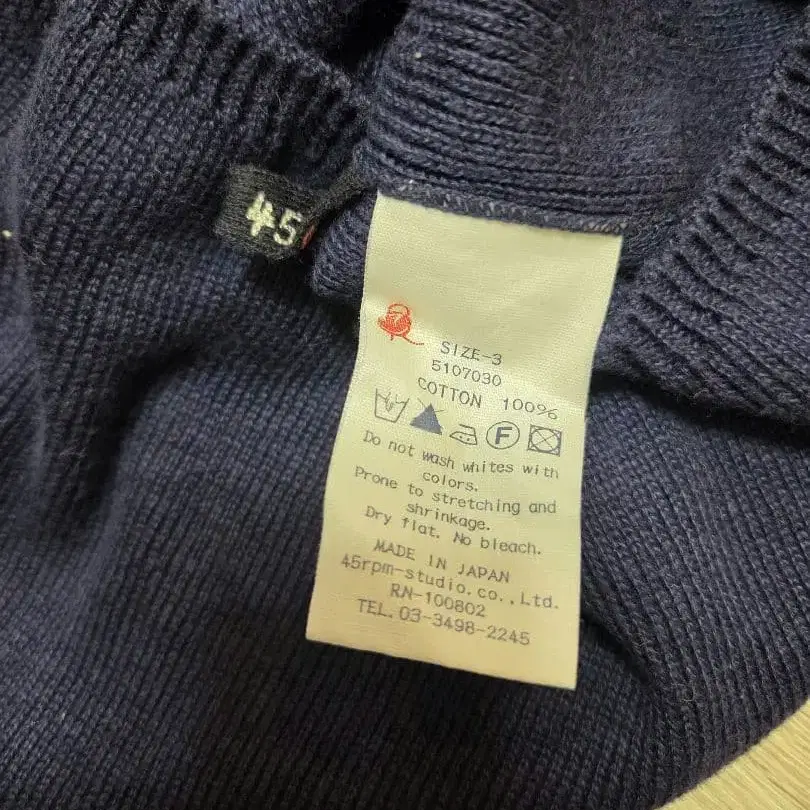 45
SIZE-3
5107030
COTTON 100%
F
Do not wash whites with
colors.
Prone to stretching and
shrinkage.
Dry flat. No bleach.
MADE IN JAPAN
45rpm-studio.co.,Ltd.
RN-100802
TEL.03-3498-2245